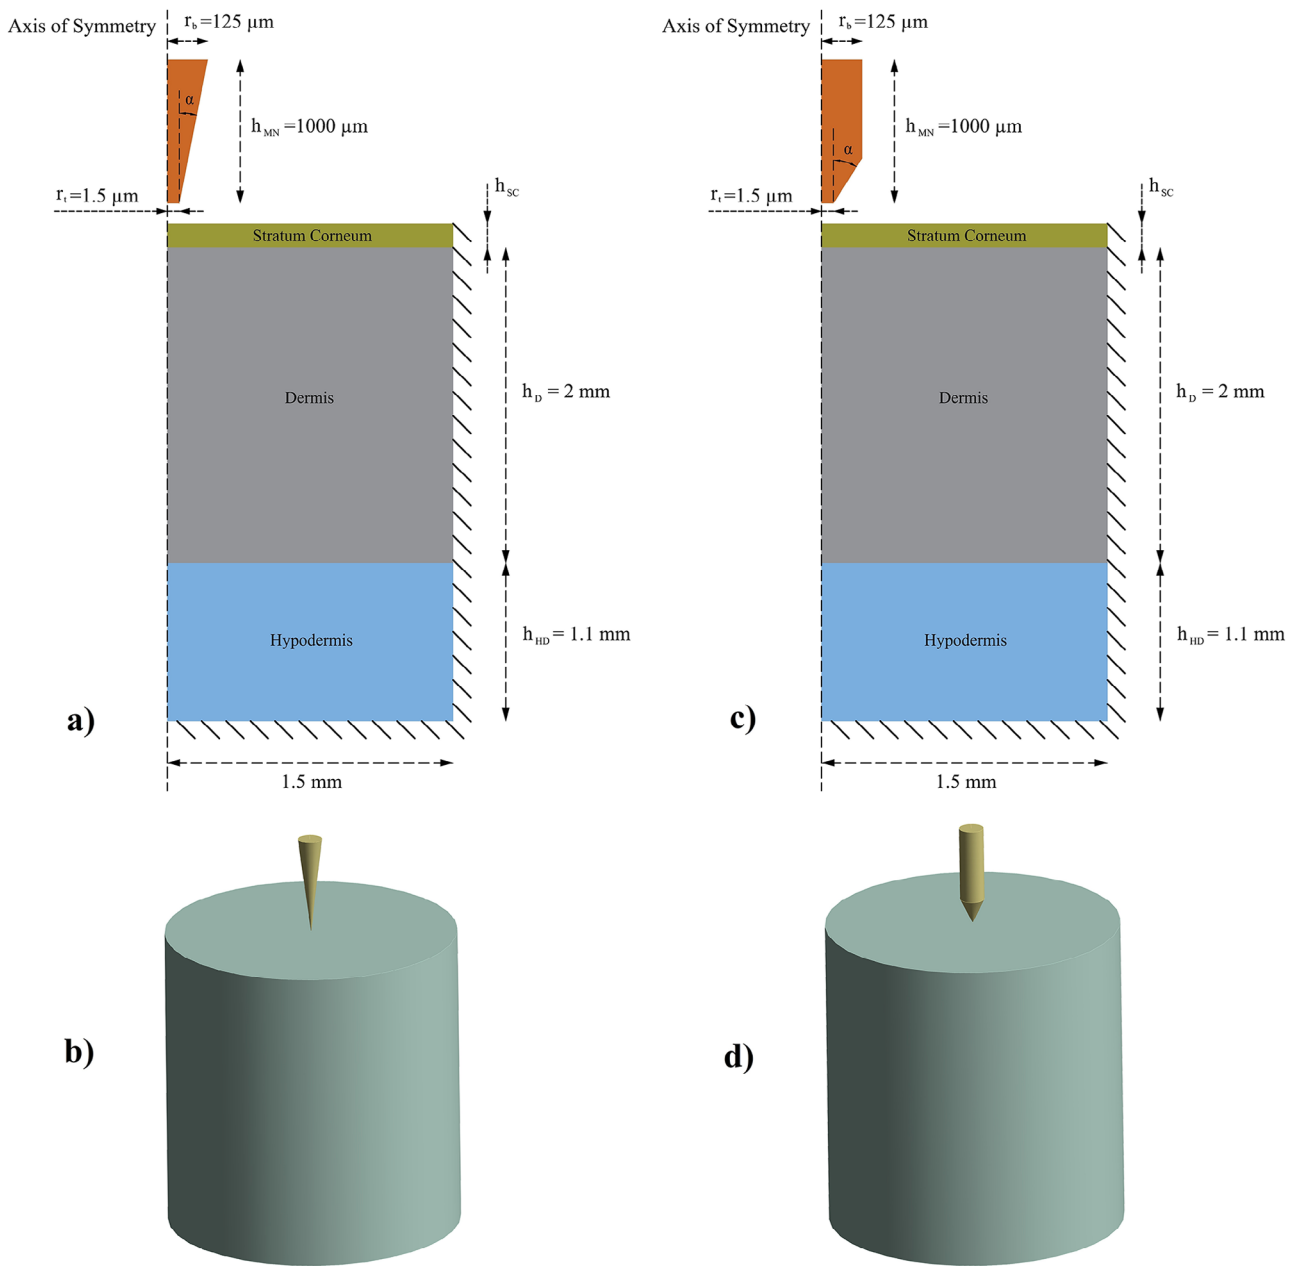 Axis of Symmetry
r_b=125 µm
α
h_MN =1000 µm
r_t=1.5 µm
h_SC
Stratum Corneum
Dermis
h_D = 2 mm
Hypodermis
h_HD = 1.1 mm
a)
1.5 mm
b)
Axis of Symmetry
r_b=125 µm
α
h_MN =1000 µm
r_t=1.5 µm
h_SC
Stratum Corneum
Dermis
h_D = 2 mm
Hypodermis
h_HD = 1.1 mm
c)
1.5 mm
d)